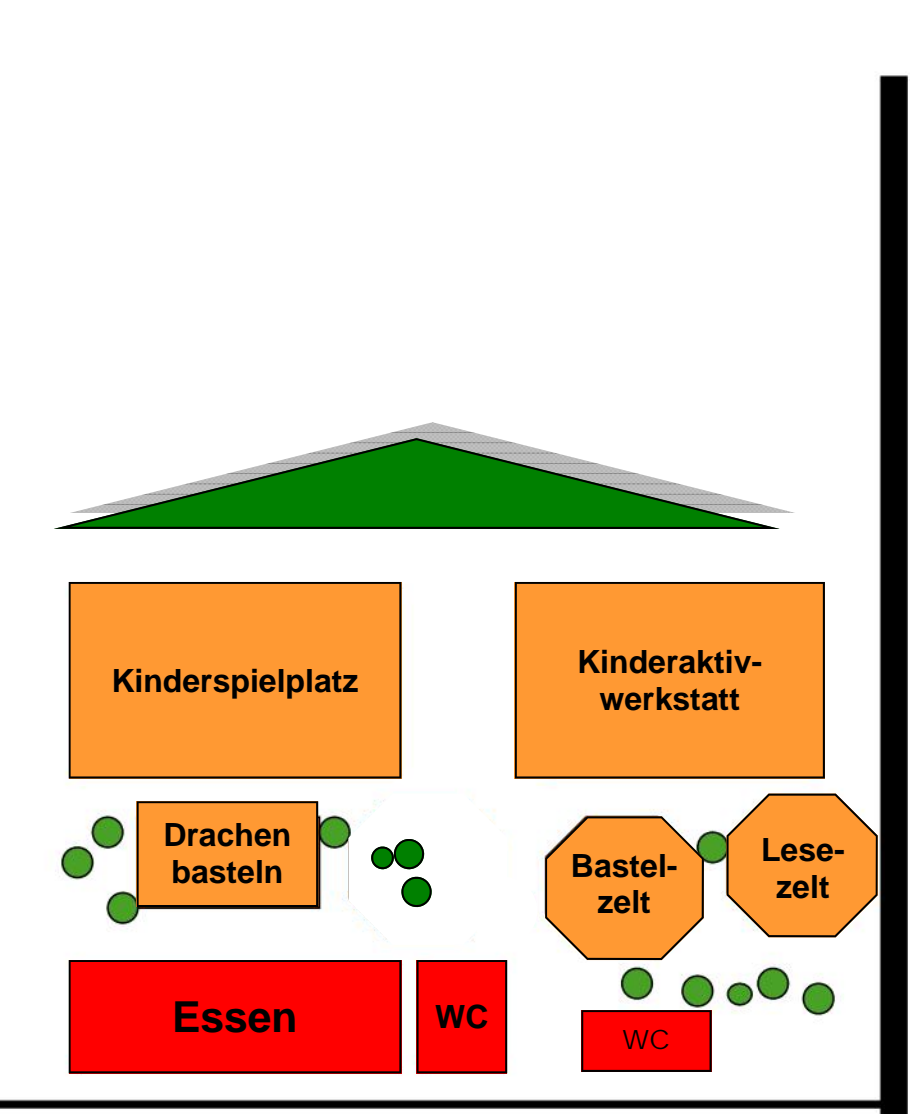 Kinderspielplatz
Kinderaktiv-
werkstatt
Drachen
basteln
Bastel-
zelt
Lese-
zelt
Essen
WC
WC